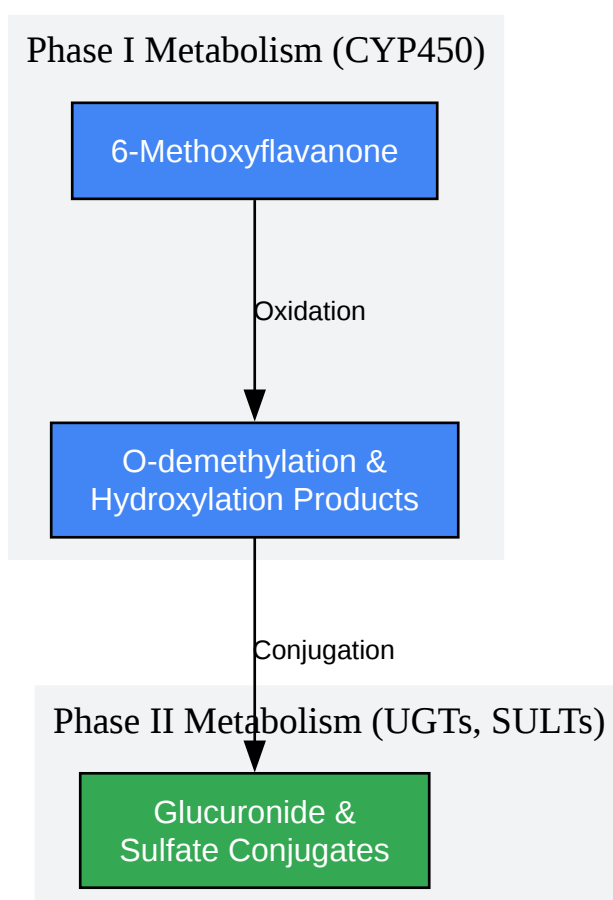 Phase I Metabolism (CYP450)
6-Methoxyflavanone
Oxidation
O-demethylation &
Hydroxylation Products
Conjugation
Phase II Metabolism (UGTs, SULTs)
Glucuronide &
Sulfate Conjugates